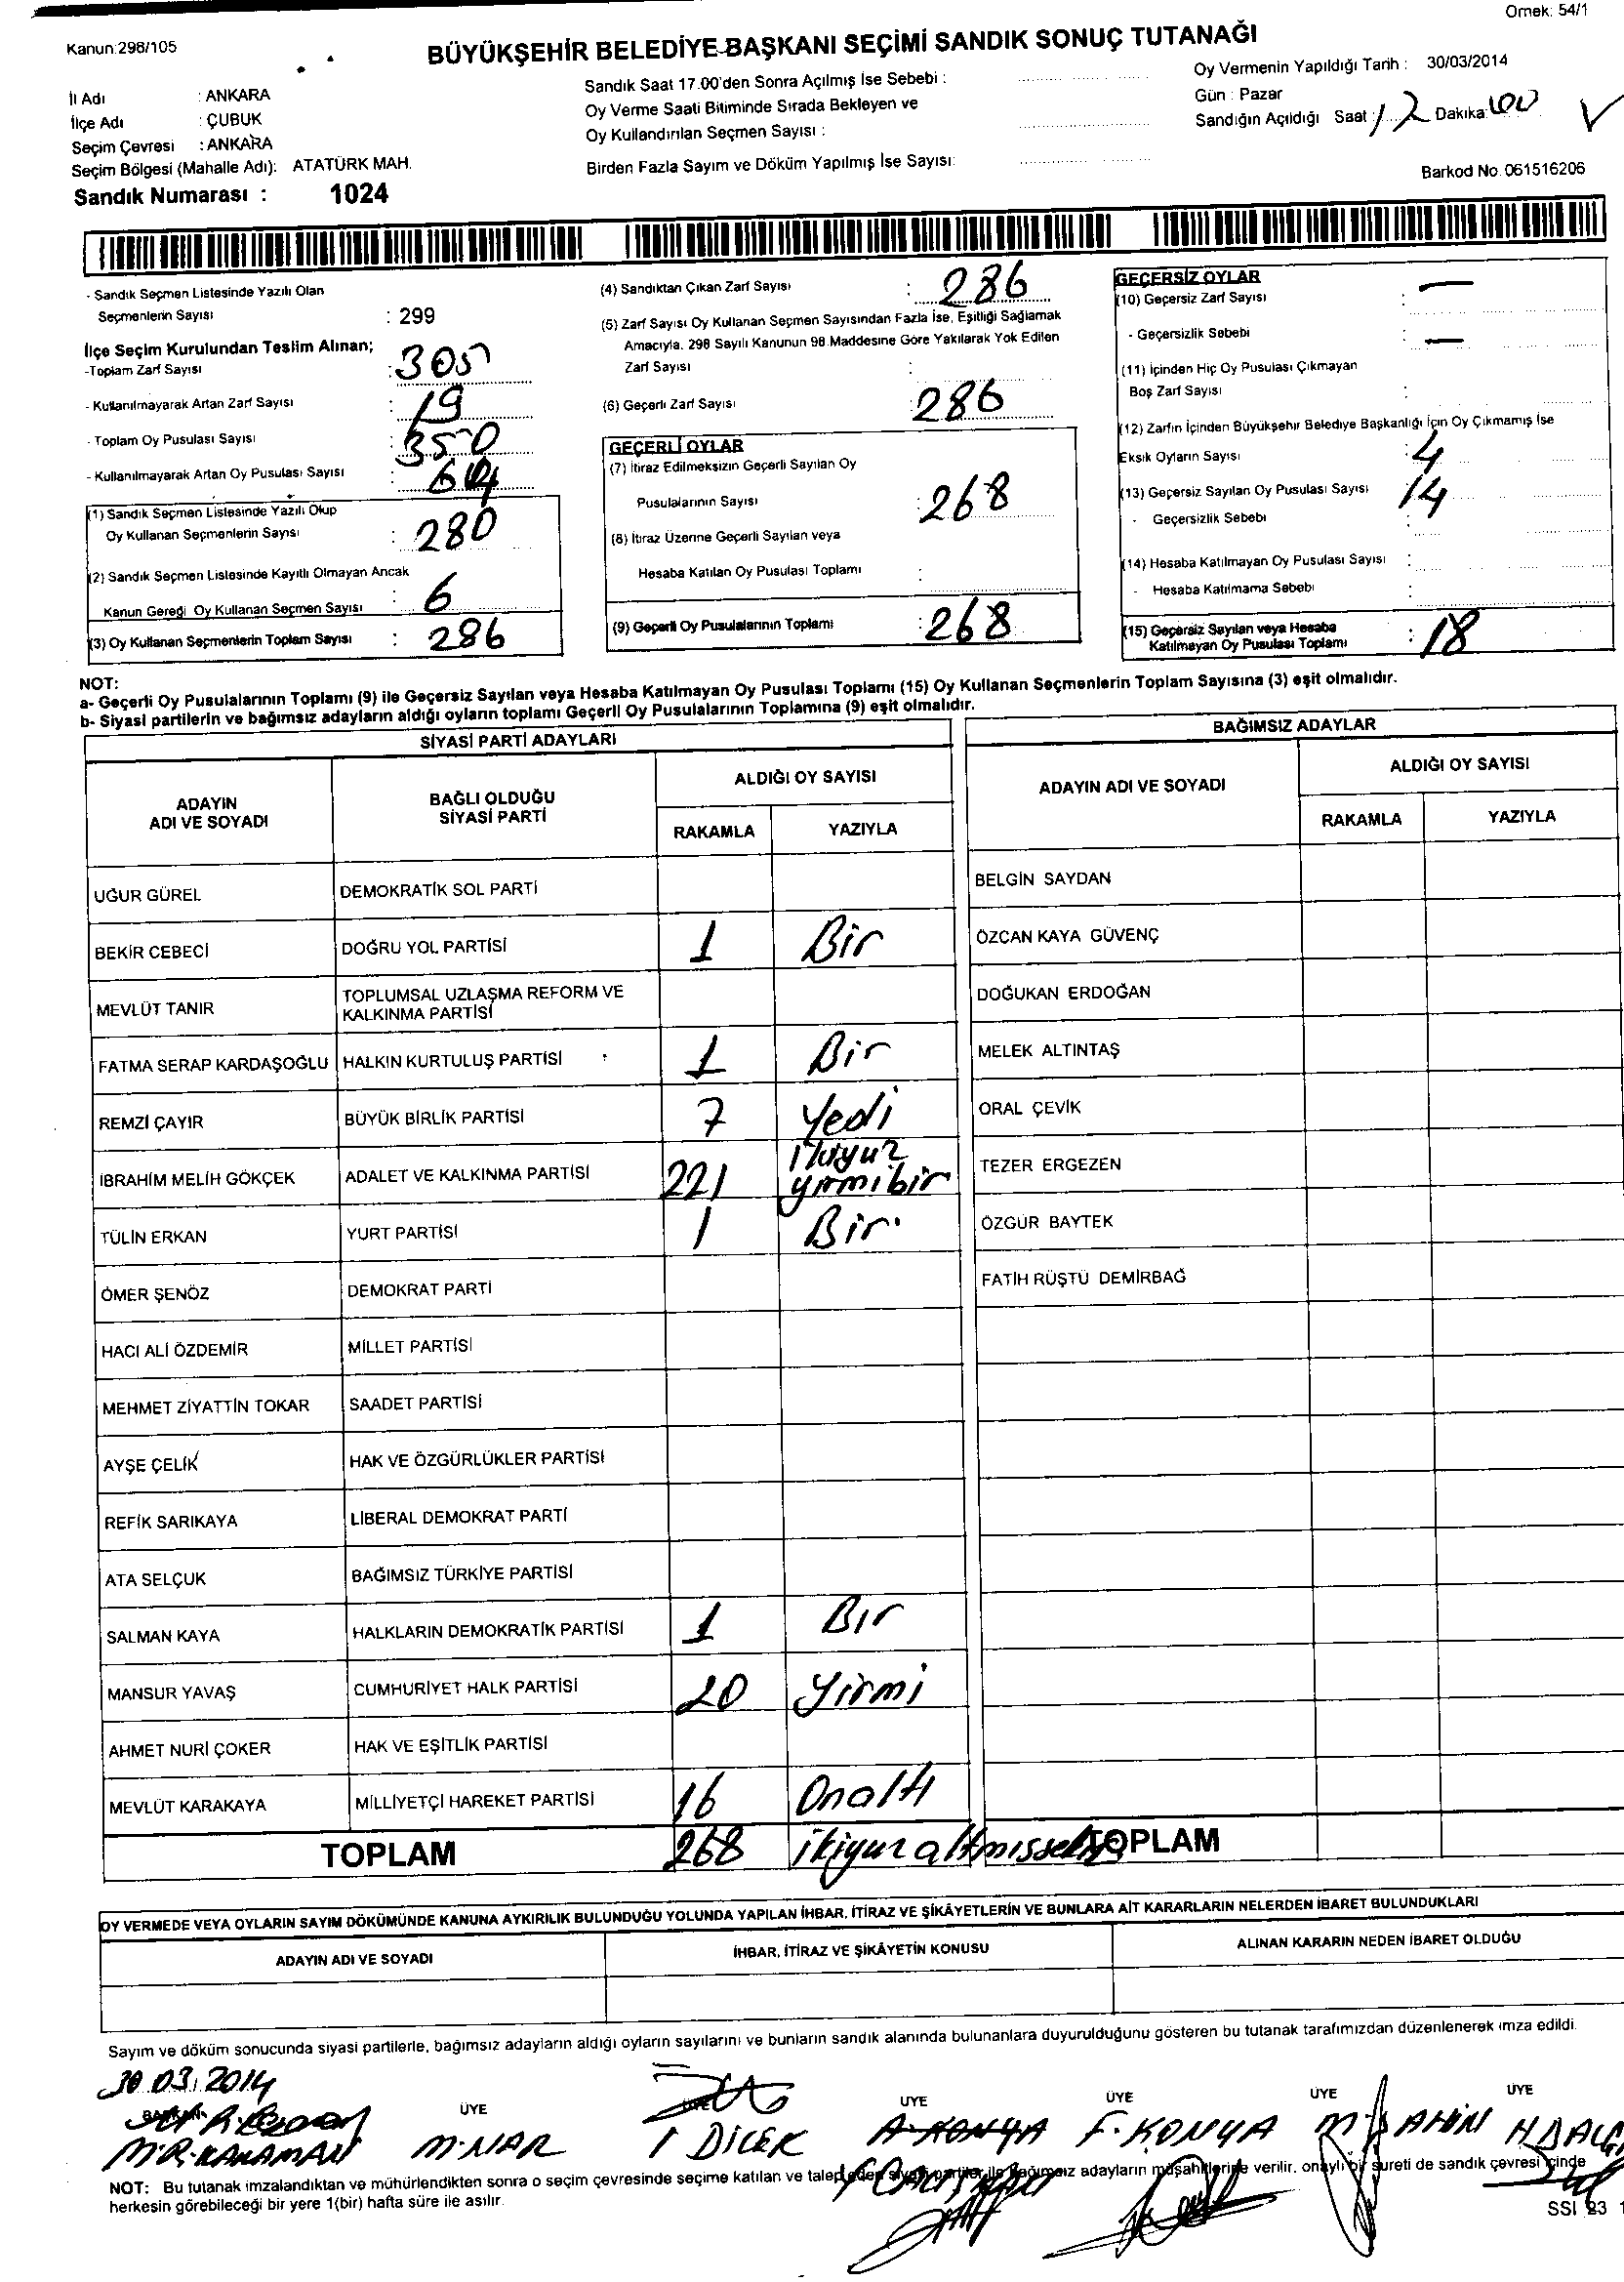 Örnek: 54/1
Kanun:298/105
BÜYÜKŞEHİR BELEDİYE BAŞKANI SEÇİMİ SANDIK SONUÇ TUTANAĞI
İl Adı : ANKARA
İlçe Adı : ÇUBUK
Seçim Çevresi : ANKARA
Seçim Bölgesi (Mahalle Adı): ATATÜRK MAH.
Sandık Numarası : 1024
Sandık Saat 17.00'den Sonra Açılmış İse Sebebi :
Oy Verme Saati Bitiminde Sırada Bekleyen ve
Oy Kullandırılan Seçmen Sayısı :
Birden Fazla Sayım ve Döküm Yapılmış İse Sayısı:
Oy Vermenin Yapıldığı Tarih : 30/03/2014
Gün : Pazar
Sandığın Açıldığı Saat : 12 Dakika: 00
Barkod No. 061516206
- Sandık Seçmen Listesinde Yazılı Olan
Seçmenlerin Sayısı : 299
İlçe Seçim Kurulundan Teslim Alınan;
-Toplam Zarf Sayısı : 305
- Kullanılmayarak Artan Zarf Sayısı : 19
- Toplam Oy Pusulası Sayısı : 350
- Kullanılmayarak Artan Oy Pusulası Sayısı : 64
(1) Sandık Seçmen Listesinde Yazılı Olup
Oy Kullanan Seçmenlerin Sayısı : 280
(2) Sandık Seçmen Listesinde Kayıtlı Olmayan Ancak
Kanun Gereği Oy Kullanan Seçmen Sayısı : 6
(3) Oy Kullanan Seçmenlerin Toplam Sayısı : 286
(4) Sandıktan Çıkan Zarf Sayısı : 286
(5) Zarf Sayısı Oy Kullanan Seçmen Sayısından Fazla İse, Eşitliği Sağlamak
Amacıyla, 298 Sayılı Kanunun 98.Maddesine Göre Yakılarak Yok Edilen
Zarf Sayısı :
(6) Geçerli Zarf Sayısı 286
GEÇERLİ OYLAR
(7) İtiraz Edilmeksizin Geçerli Sayılan Oy
Pusulalarının Sayısı : 268
(8) İtiraz Üzerine Geçerli Sayılan veya
Hesaba Katılan Oy Pusulası Toplamı :
(9) Geçerli Oy Pusulalarının Toplamı : 268
GEÇERSİZ OYLAR
(10) Geçersiz Zarf Sayısı : —
- Geçersizlik Sebebi : —
(11) İçinden Hiç Oy Pusulası Çıkmayan
Boş Zarf Sayısı :
(12) Zarfın İçinden Büyükşehir Belediye Başkanlığı İçin Oy Çıkmamış İse
Eksik Oyların Sayısı : 4
(13) Geçersiz Sayılan Oy Pusulası Sayısı 14
- Geçersizlik Sebebi :
(14) Hesaba Katılmayan Oy Pusulası Sayısı :
- Hesaba Katılmama Sebebi :
(15) Geçersiz Sayılan veya Hesaba
Katılmayan Oy Pusulası Toplamı : 18
NOT:
a- Geçerli Oy Pusulalarının Toplamı (9) ile Geçersiz Sayılan veya Hesaba Katılmayan Oy Pusulası Toplamı (15) Oy Kullanan Seçmenlerin Toplam Sayısına (3) eşit olmalıdır.
b- Siyasi partilerin ve bağımsız adayların aldığı oyların toplamı Geçerli Oy Pusulalarının Toplamına (9) eşit olmalıdır.
SİYASİ PARTİ ADAYLARI
ADAYIN ADI VE SOYADI BAĞLI OLDUĞU SİYASİ PARTİ ALDIĞI OY SAYISI
RAKAMLA YAZIYLA
UĞUR GÜREL DEMOKRATİK SOL PARTİ
BEKİR CEBECİ DOĞRU YOL PARTİSİ 1 Bir
MEVLÜT TANIR TOPLUMSAL UZLAŞMA REFORM VE KALKINMA PARTİSİ
FATMA SERAP KARDAŞOĞLU HALKIN KURTULUŞ PARTİSİ 1 Bir
REMZİ ÇAYIR BÜYÜK BİRLİK PARTİSİ 7 Yedi
İBRAHİM MELİH GÖKÇEK ADALET VE KALKINMA PARTİSİ 221 ikiyüz yirmibir
TÜLİN ERKAN YURT PARTİSİ 1 Bir
ÖMER ŞENÖZ DEMOKRAT PARTİ
HACI ALİ ÖZDEMİR MİLLET PARTİSİ
MEHMET ZİYATTİN TOKAR SAADET PARTİSİ
AYŞE ÇELİK HAK VE ÖZGÜRLÜKLER PARTİSİ
REFİK SARIKAYA LİBERAL DEMOKRAT PARTİ
ATA SELÇUK BAĞIMSIZ TÜRKİYE PARTİSİ
SALMAN KAYA HALKLARIN DEMOKRATİK PARTİSİ 1 Bır
MANSUR YAVAŞ CUMHURİYET HALK PARTİSİ 20 Yirmi
AHMET NURİ ÇOKER HAK VE EŞİTLİK PARTİSİ
MEVLÜT KARAKAYA MİLLİYETÇİ HAREKET PARTİSİ 16 Onaltı
TOPLAM 268 ikiyuz altmıssekiz
BAĞIMSIZ ADAYLAR
ADAYIN ADI VE SOYADI ALDIĞI OY SAYISI
RAKAMLA YAZIYLA
BELGİN SAYDAN
ÖZCAN KAYA GÜVENÇ
DOĞUKAN ERDOĞAN
MELEK ALTINTAŞ
ORAL ÇEVİK
TEZER ERGEZEN
ÖZGÜR BAYTEK
FATİH RÜŞTÜ DEMİRBAĞ
TOPLAM
OY VERMEDE VEYA OYLARIN SAYIM DÖKÜMÜNDE KANUNA AYKIRILIK BULUNDUĞU YOLUNDA YAPILAN İHBAR, İTİRAZ VE ŞİKÂYETLERİN VE BUNLARA AİT KARARLARIN NELERDEN İBARET BULUNDUKLARI
ADAYIN ADI VE SOYADI İHBAR, İTİRAZ VE ŞİKÂYETİN KONUSU ALINAN KARARIN NEDEN İBARET OLDUĞU
Sayım ve döküm sonucunda siyasi partilerle, bağımsız adayların aldığı oyların sayılarını ve bunların sandık alanında bulunanlara duyurulduğunu gösteren bu tutanak tarafımızdan düzenlenerek imza edildi.
30 03.2014
BAŞKAN ÜYE ÜYE ÜYE ÜYE ÜYE
M.R.KARAMAN M.NAR İ DİCEK A-KONYA F.KONYA M.ŞAHİN
NOT: Bu tutanak imzalandıktan ve mühürlendikten sonra o seçim çevresinde seçime katılan ve talep eden siyasi partiler ile bağımsız adayların müşahitlerine verilir, onaylı bir sureti de sandık çevresi içinde
herkesin görebileceği bir yere 1(bir) hafta süre ile asılır.
SSI 23 1